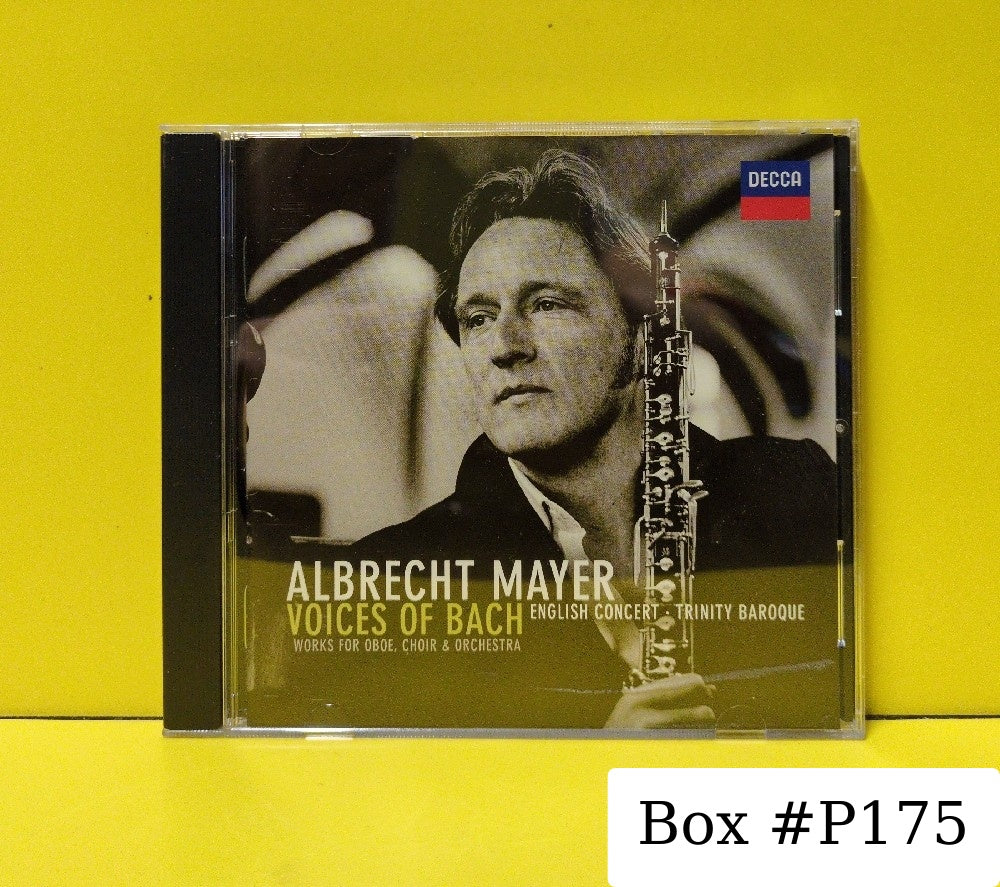 DECCA
ALBRECHT MAYER
VOICES OF BACH ENGLISH CONCERT · TRINITY BAROQUE
WORKS FOR OBOE, CHOIR & ORCHESTRA
Box #P175